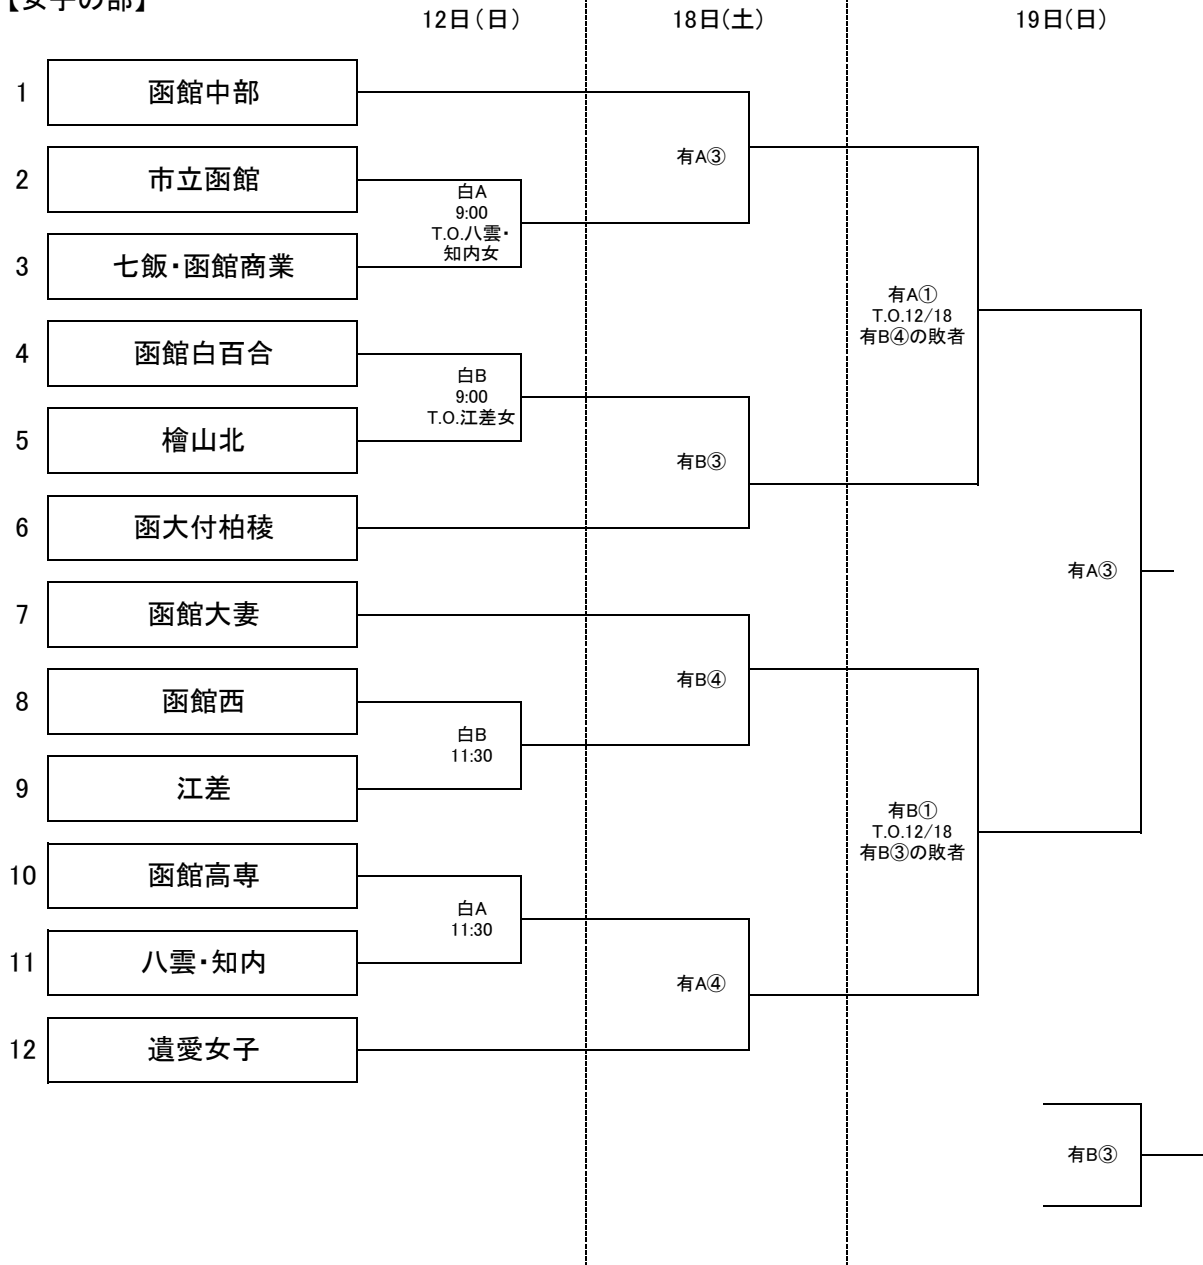 【女子の部】
12日(日)
18日(土)
19日(日)
1
函館中部
2
市立函館
3
七飯・函館商業
4
函館白百合
5
檜山北
6
函大付柏稜
7
函館大妻
8
函館西
9
江差
10
函館高専
11
八雲・知内
12
遺愛女子
白A
9:00
T.O.八雲・
知内女
白B
9:00
T.O.江差女
白B
11:30
白A
11:30
有A③
有B③
有B④
有A④
有A①
T.O.12/18
有B④の敗者
有B①
T.O.12/18
有B③の敗者
有A③
有B③